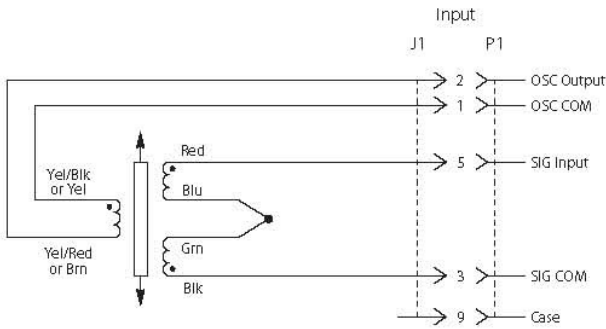 Input
J1 P1
2 OSC Output
1 OSC COM
Red
5 SIG Input
Yel/Blk
or Yel
Blu
Yel/Red
or Brn
Grn
Blk
3 SIG COM
9 Case